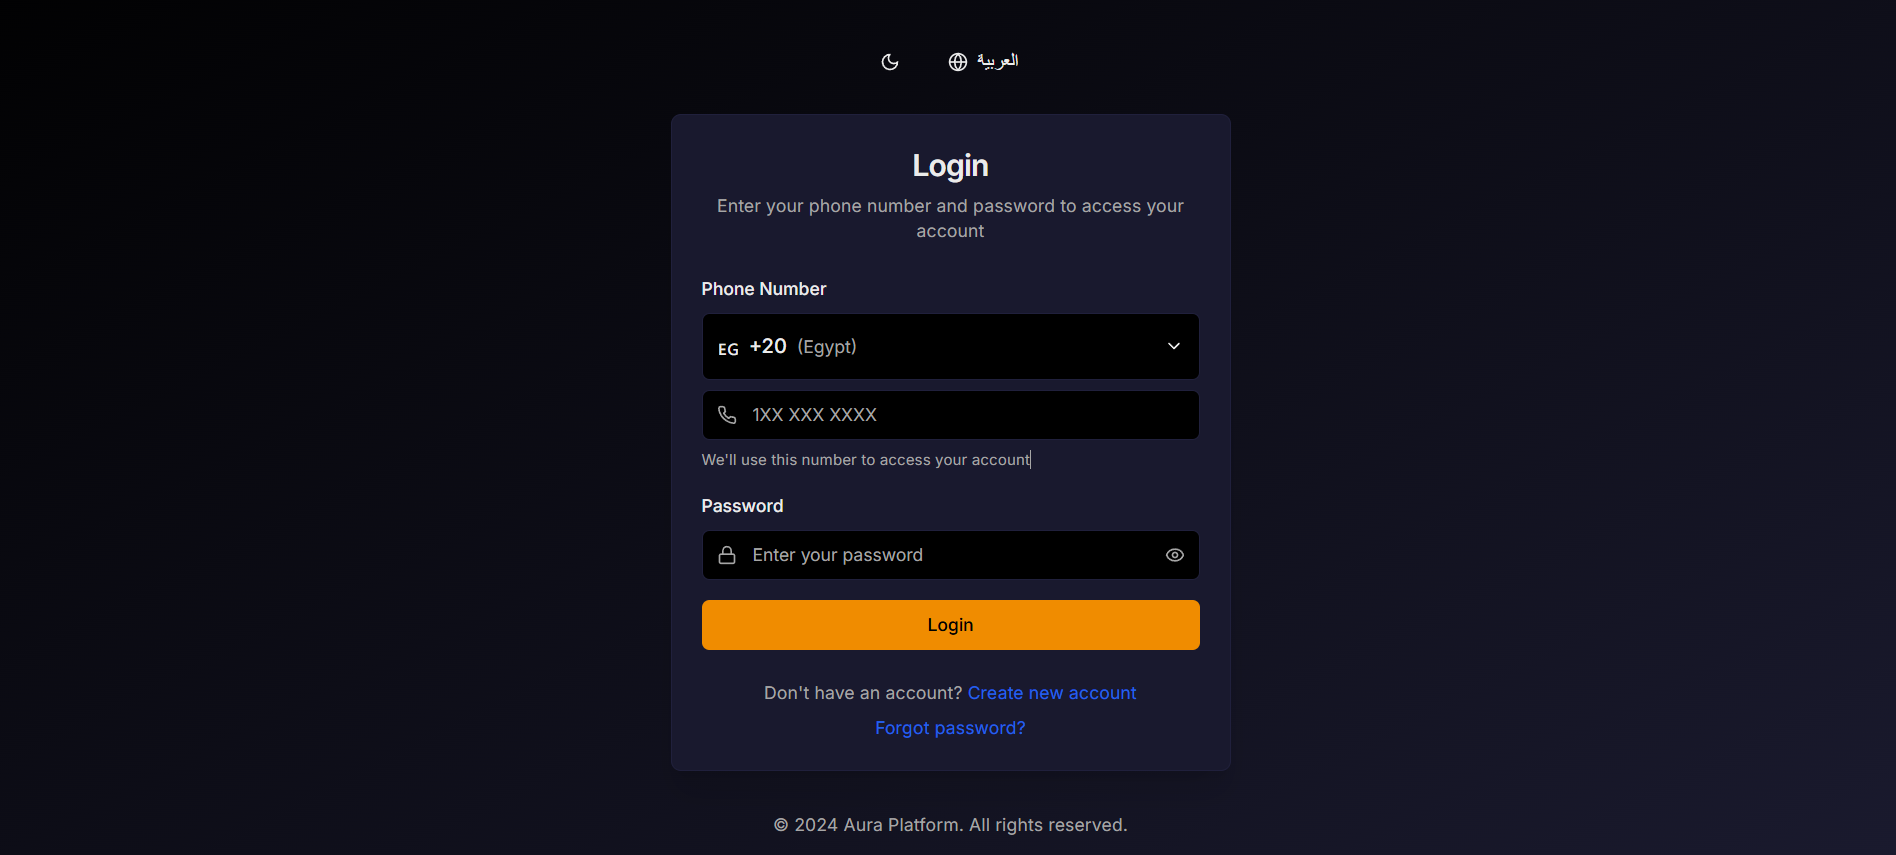 العربية
Login
Enter your phone number and password to access your
account
Phone Number
EG +20 (Egypt)
1XX XXX XXXX
We'll use this number to access your account
Password
Enter your password
Login
Don't have an account? Create new account
Forgot password?
© 2024 Aura Platform. All rights reserved.